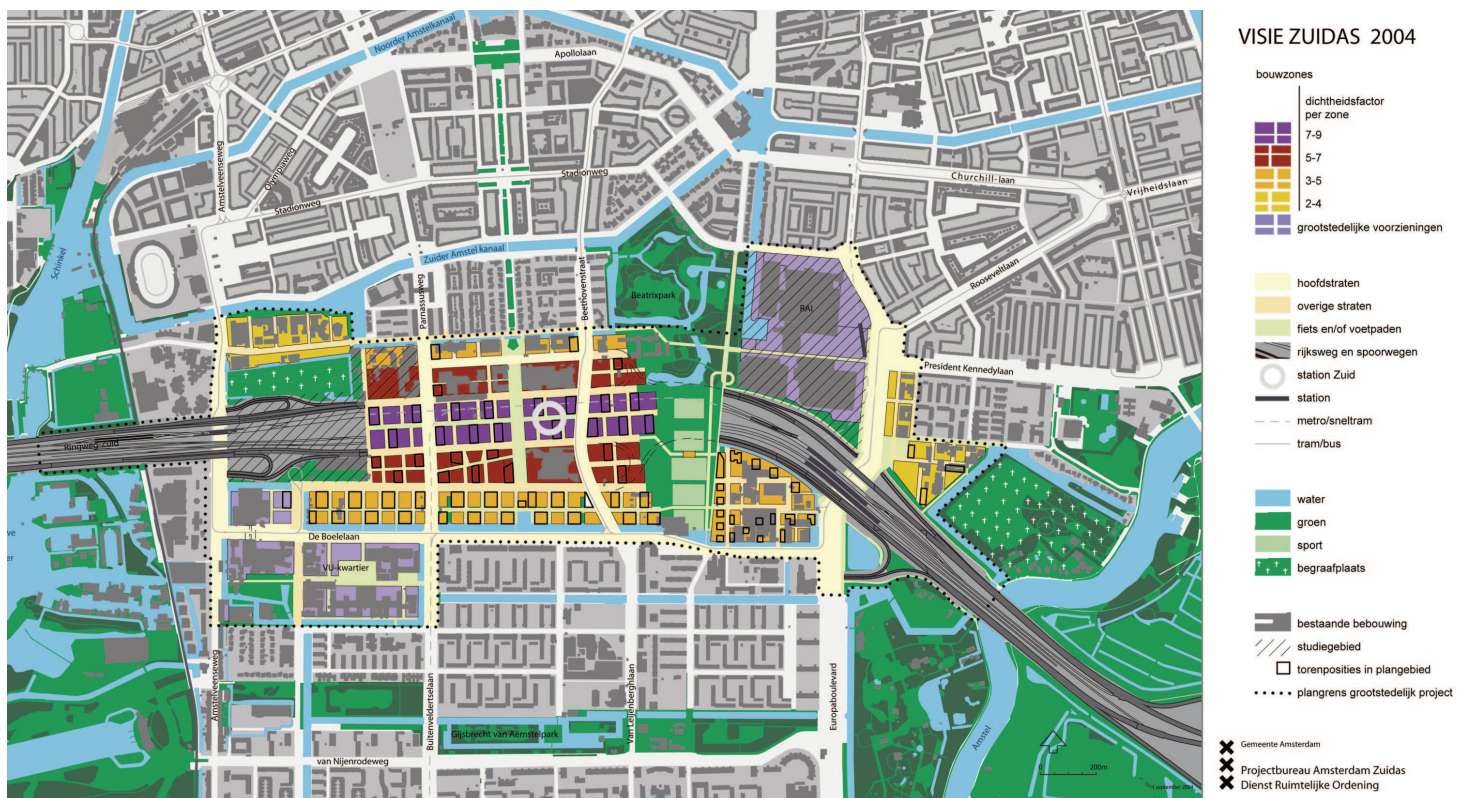 Noorder Amstelkanaal
Apollolaan
Amstelveenseweg
Olympiaweg
Stadionweg
Stadionweg
Churchill-laan
Vrijheidslaan
Schinkel
Zuider Amstel kanaal
Parnassusweg
Beethovenstraat
Beatrixpark
RAI
Rooseveltlaan
President Kennedylaan
Ringweg-Zuid
De Boelelaan
VU-kwartier
Amstelveenseweg
Buitenveldertselaan
Gijsbrecht van Aemstelpark
Van Leijenberghlaan
Europaboulevard
Amstel
van Nijenrodeweg
200m
1 september 2004
VISIE ZUIDAS 2004
bouwzones
dichtheidsfactor
per zone
7-9
5-7
3-5
2-4
grootstedelijke voorzieningen
hoofdstraten
overige straten
fiets en/of voetpaden
rijksweg en spoorwegen
station Zuid
station
metro/sneltram
tram/bus
water
groen
sport
begraafplaats
bestaande bebouwing
studiegebied
torenposities in plangebied
plangrens grootstedelijk project
Gemeente Amsterdam
Projectbureau Amsterdam Zuidas
Dienst Ruimtelijke Ordening